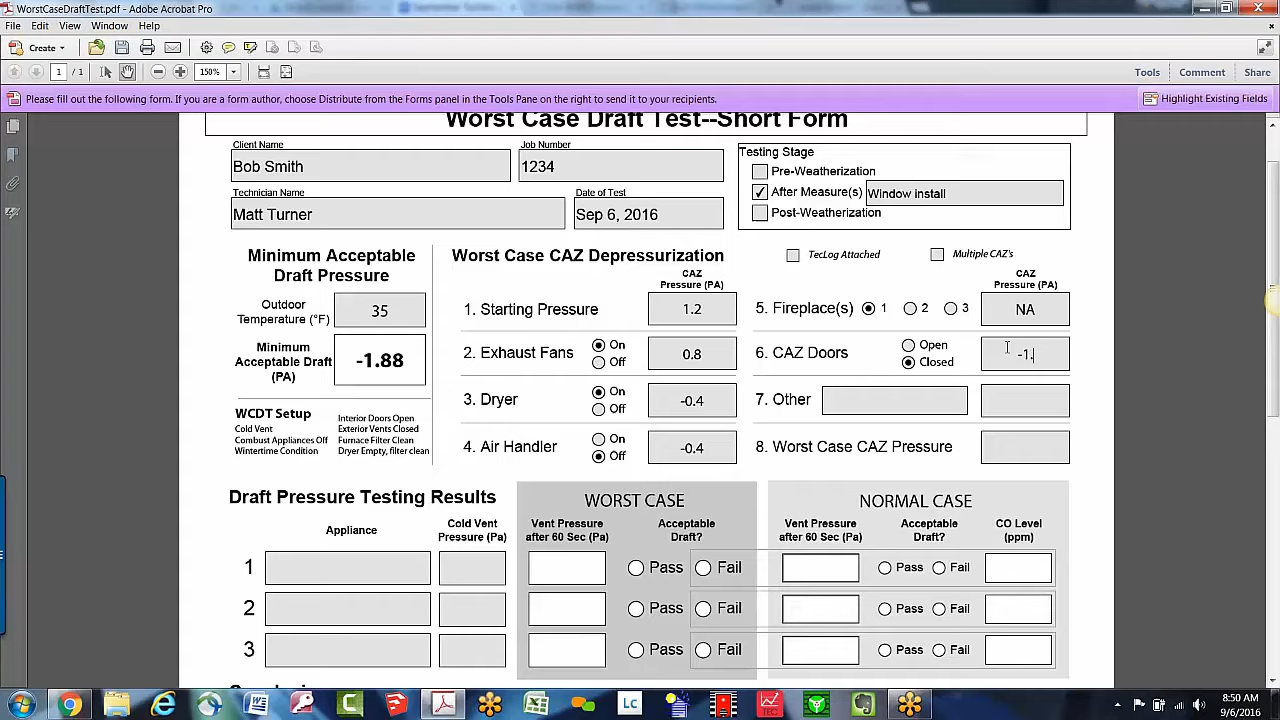 WorstCaseDraftTest.pdf - Adobe Acrobat Pro
File Edit View Window Help
Create
1 / 1 150% Tools Comment Share
Please fill out the following form. If you are a form author, choose Distribute from the Forms panel in the Tools Pane on the right to send it to your recipients. Highlight Existing Fields
Worst Case Draft Test--Short Form
Client Name Job Number
Bob Smith 1234
Technician Name Date of Test
Matt Turner Sep 6, 2016
Testing Stage
Pre-Weatherization
After Measure(s) Window install
Post-Weatherization
Minimum Acceptable
Draft Pressure
Outdoor
Temperature (°F) 35
Minimum
Acceptable Draft
(PA) -1.88
WCDT Setup
Cold Vent
Combust Appliances Off
Wintertime Condition
Interior Doors Open
Exterior Vents Closed
Furnace Filter Clean
Dryer Empty, filter clean
Worst Case CAZ Depressurization
TecLog Attached Multiple CAZ's
CAZ
Pressure (PA)
1. Starting Pressure 1.2
2. Exhaust Fans On Off 0.8
3. Dryer On Off -0.4
4. Air Handler On Off -0.4
CAZ
Pressure (PA)
5. Fireplace(s) 1 2 3 NA
6. CAZ Doors Open Closed -1.
7. Other
8. Worst Case CAZ Pressure
Draft Pressure Testing Results
WORST CASE NORMAL CASE
Appliance
Cold Vent
Pressure (Pa)
Vent Pressure
after 60 Sec (Pa)
Acceptable
Draft?
Vent Pressure
after 60 Sec (Pa)
Acceptable
Draft?
CO Level
(ppm)
1 Pass Fail Pass Fail
2 Pass Fail Pass Fail
3 Pass Fail Pass Fail
LC
8:50 AM
9/6/2016